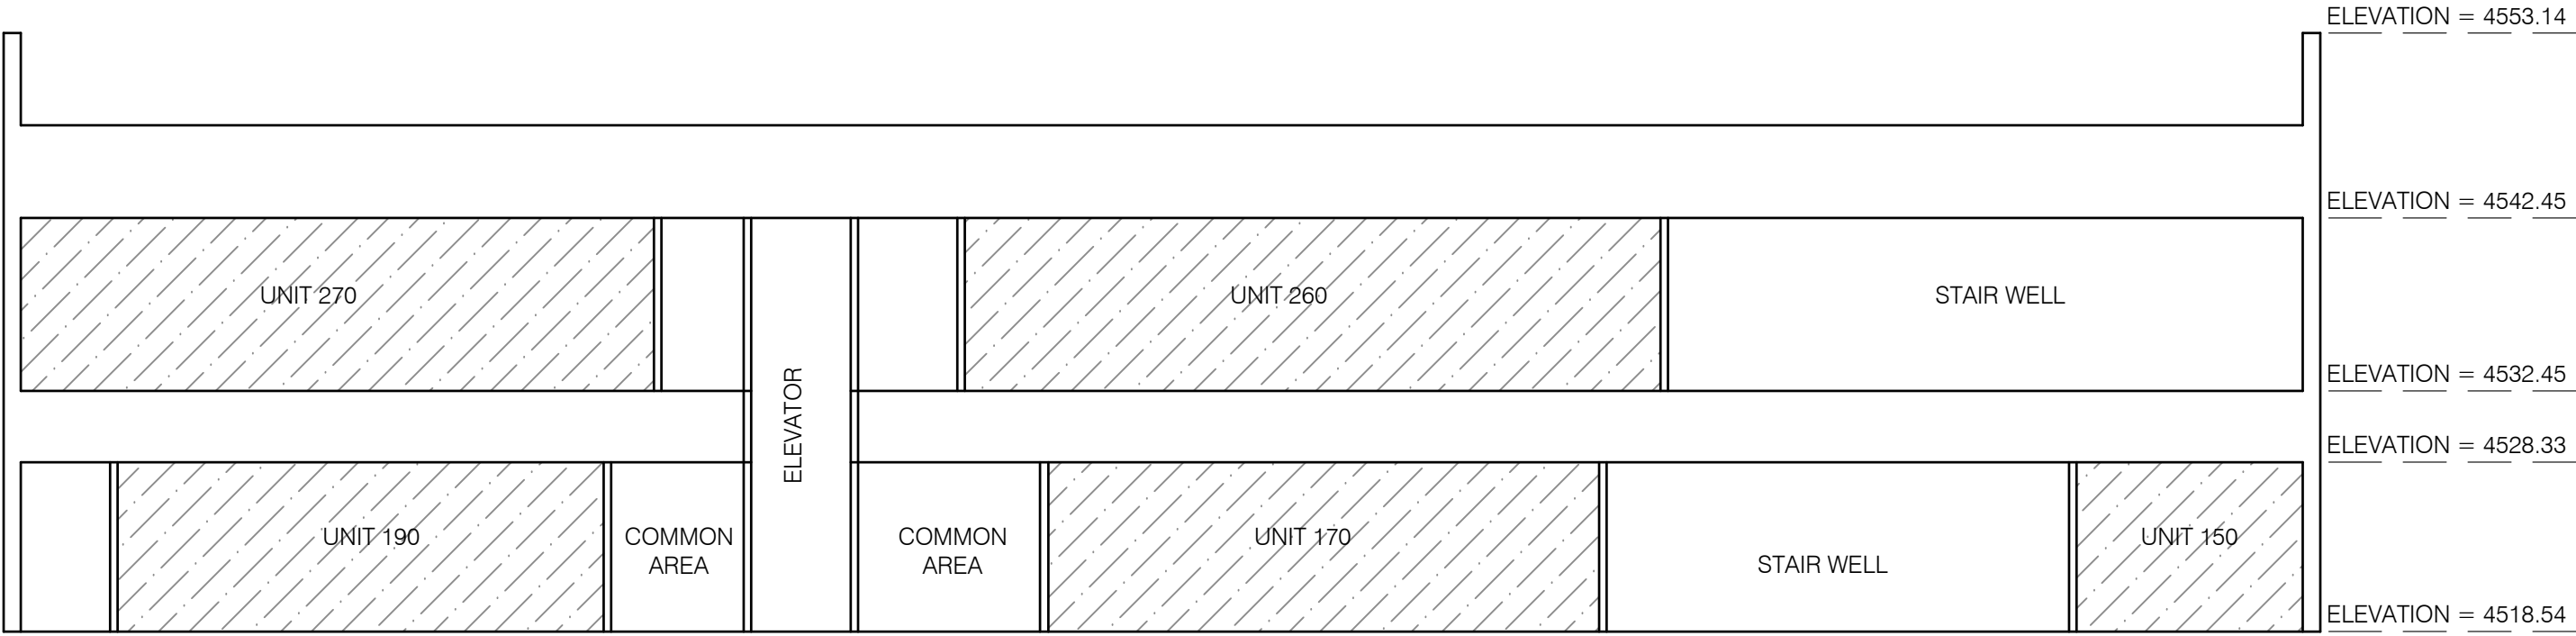 ELEVATION = 4553.14
ELEVATION = 4542.45
UNIT 270
UNIT 260
STAIR WELL
ELEVATION = 4532.45
ELEVATOR
ELEVATION = 4528.33
UNIT 190
COMMON
AREA
COMMON
AREA
UNIT 170
STAIR WELL
UNIT 150
ELEVATION = 4518.54